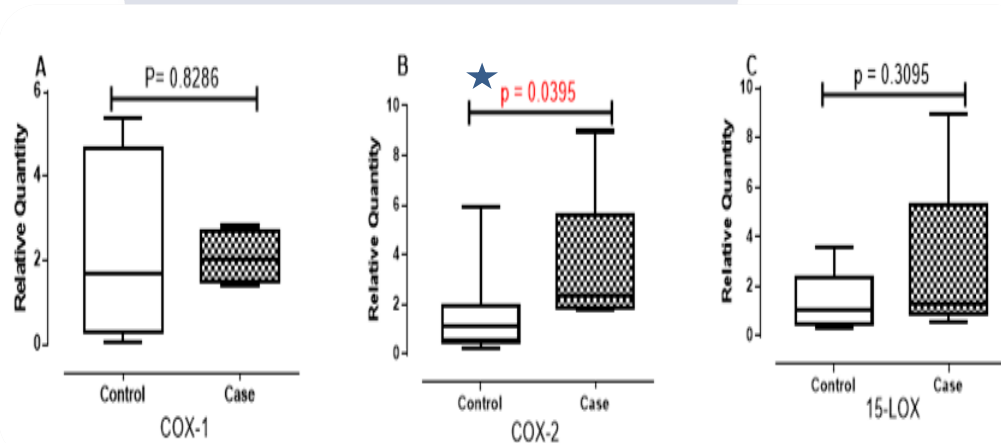 A
P= 0.8286
Relative Quantity
6
4
2
0
Control
Case
COX-1
B
p = 0.0395
Relative Quantity
10
8
6
4
2
0
Control
Case
COX-2
C
p = 0.3095
Relative Quantity
10
8
6
4
2
0
Control
Case
15-LOX